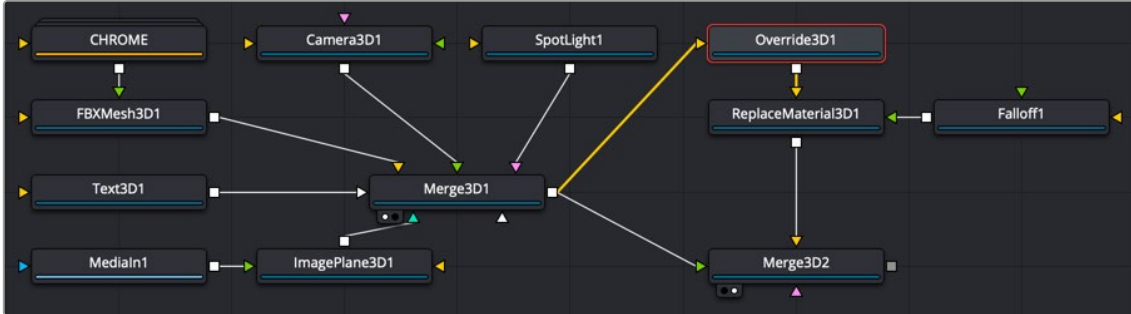 CHROME
Camera3D1
SpotLight1
Override3D1
FBXMesh3D1
ReplaceMaterial3D1
Falloff1
Text3D1
Merge3D1
MediaIn1
ImagePlane3D1
Merge3D2